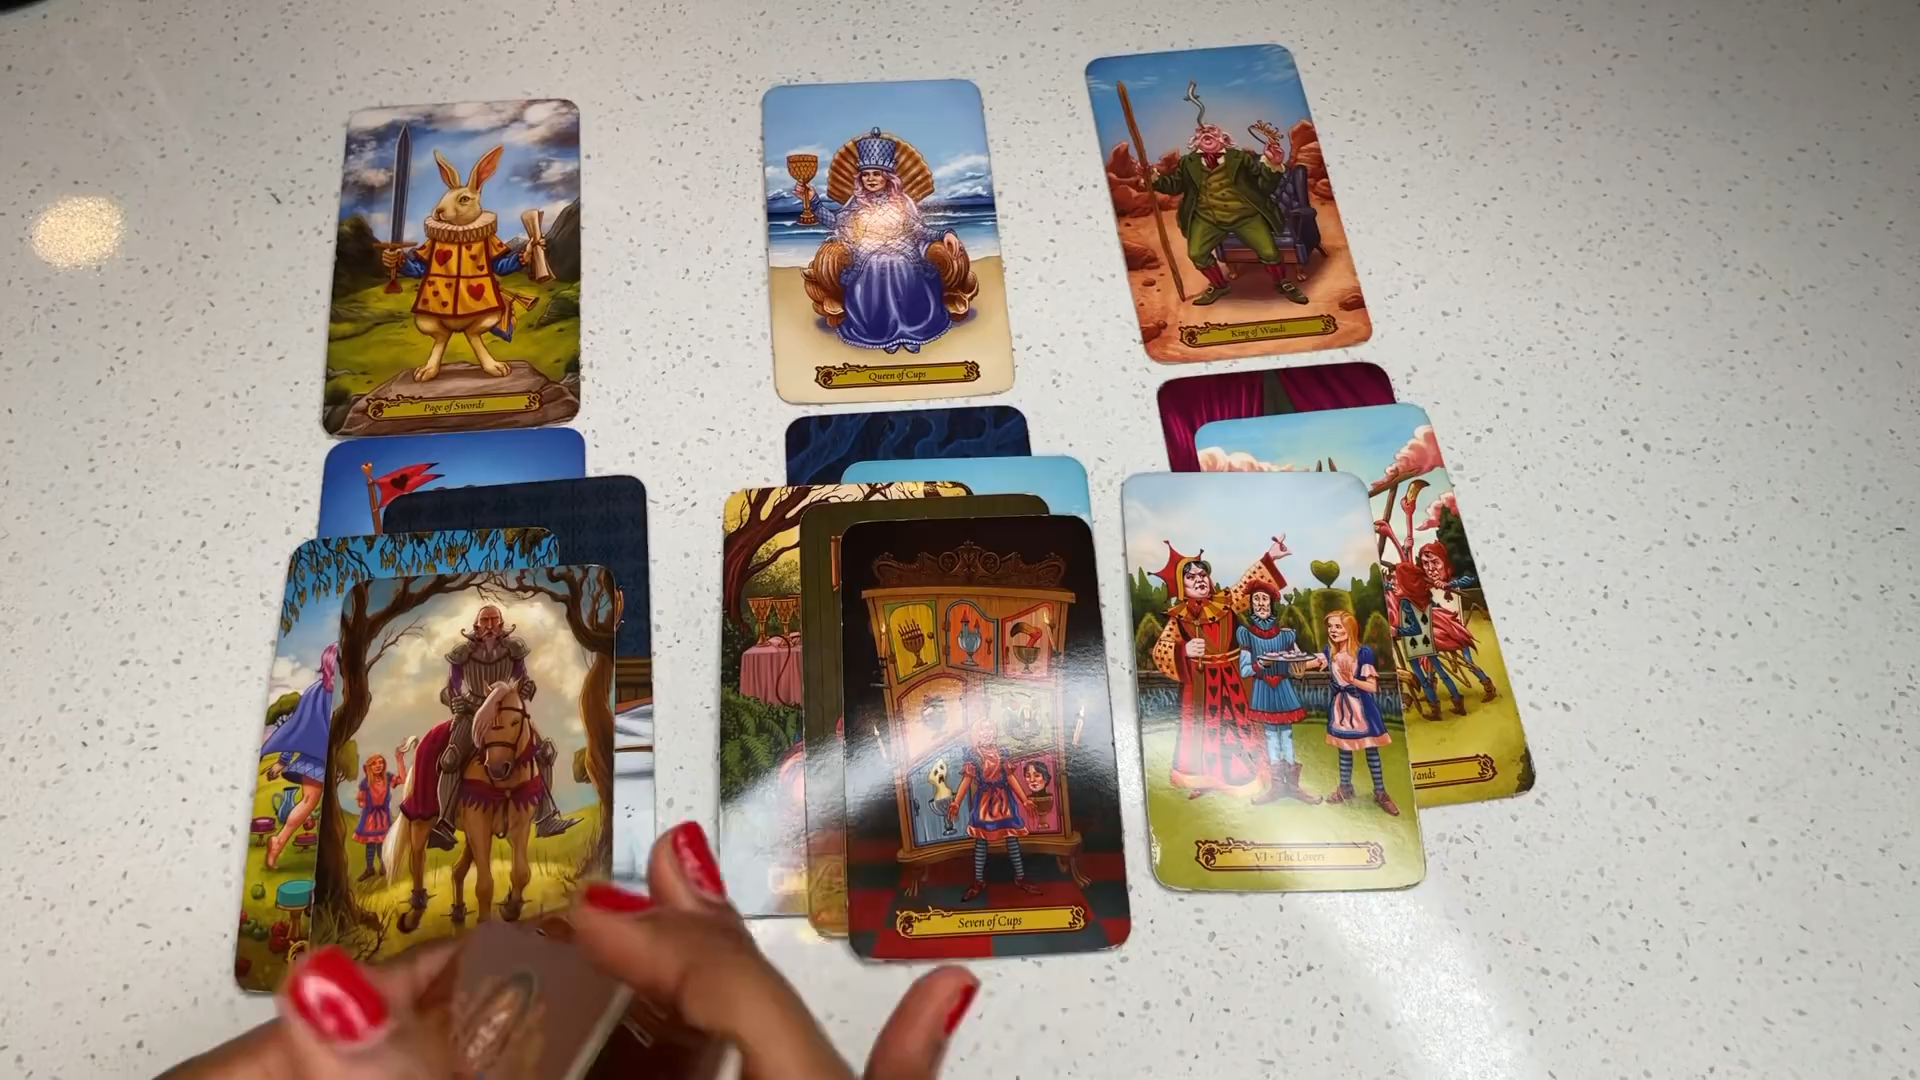 Page of Swords
Queen of Cups
King of Wands
Wands
VI • The Lovers
Seven of Cups